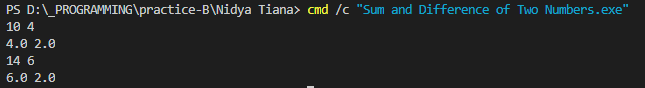 PS D:\_PROGRAMMING\practice-B\Nidya Tiana> cmd /c "Sum and Difference of Two Numbers.exe"
10 4
4.0 2.0
14 6
6.0 2.0